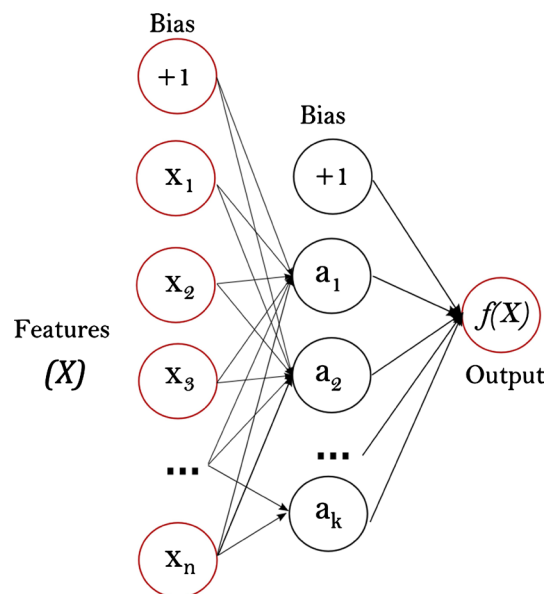 Bias
+1
x1
x2
x3
...
xn
Features
(X)
Bias
+1
a1
a2
...
ak
f(X)
Output